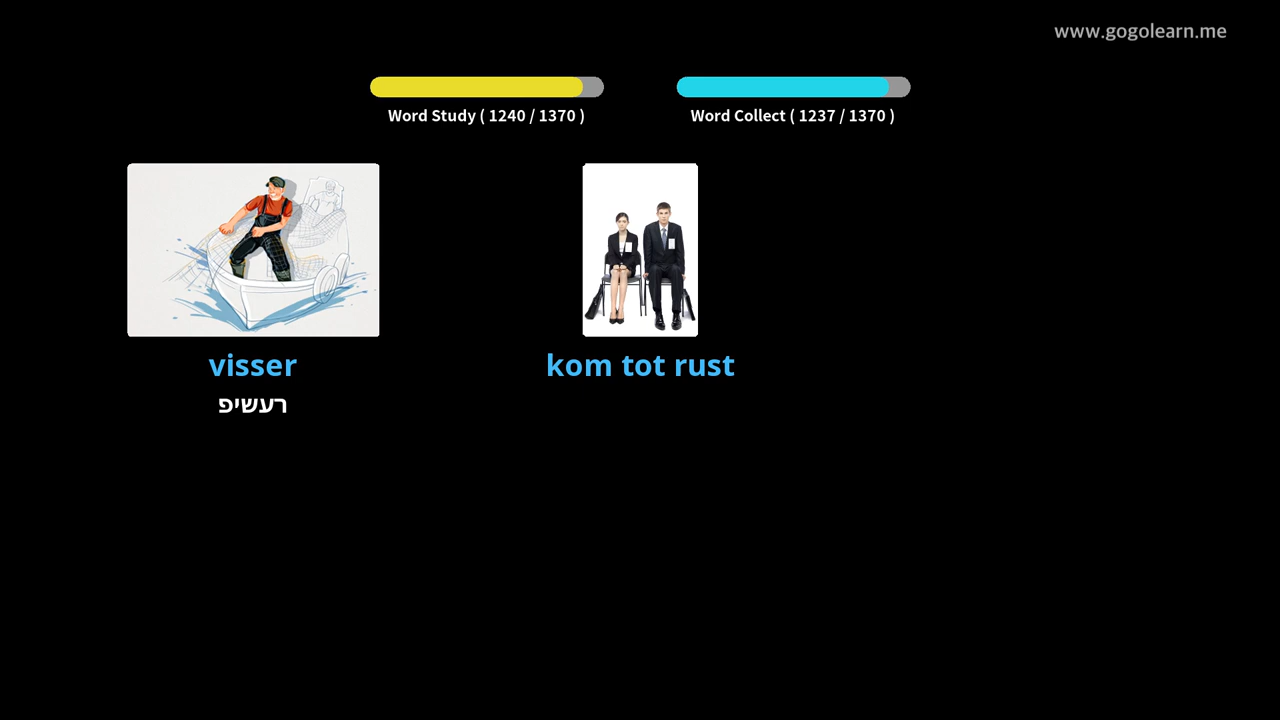 www.gogolearn.me
Word Study ( 1240 / 1370 )
Word Collect ( 1237 / 1370 )
visser
רעשיפ
kom tot rust